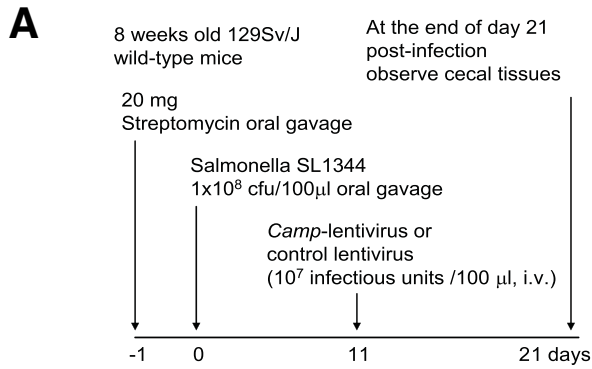 A
8 weeks old 129Sv/J
wild-type mice
At the end of day 21
post-infection
observe cecal tissues
20 mg
Streptomycin oral gavage
Salmonella SL1344
1x10⁸ cfu/100μl oral gavage
Camp-lentivirus or
control lentivirus
(10⁷ infectious units /100 μl, i.v.)
-1 0 11 21 days